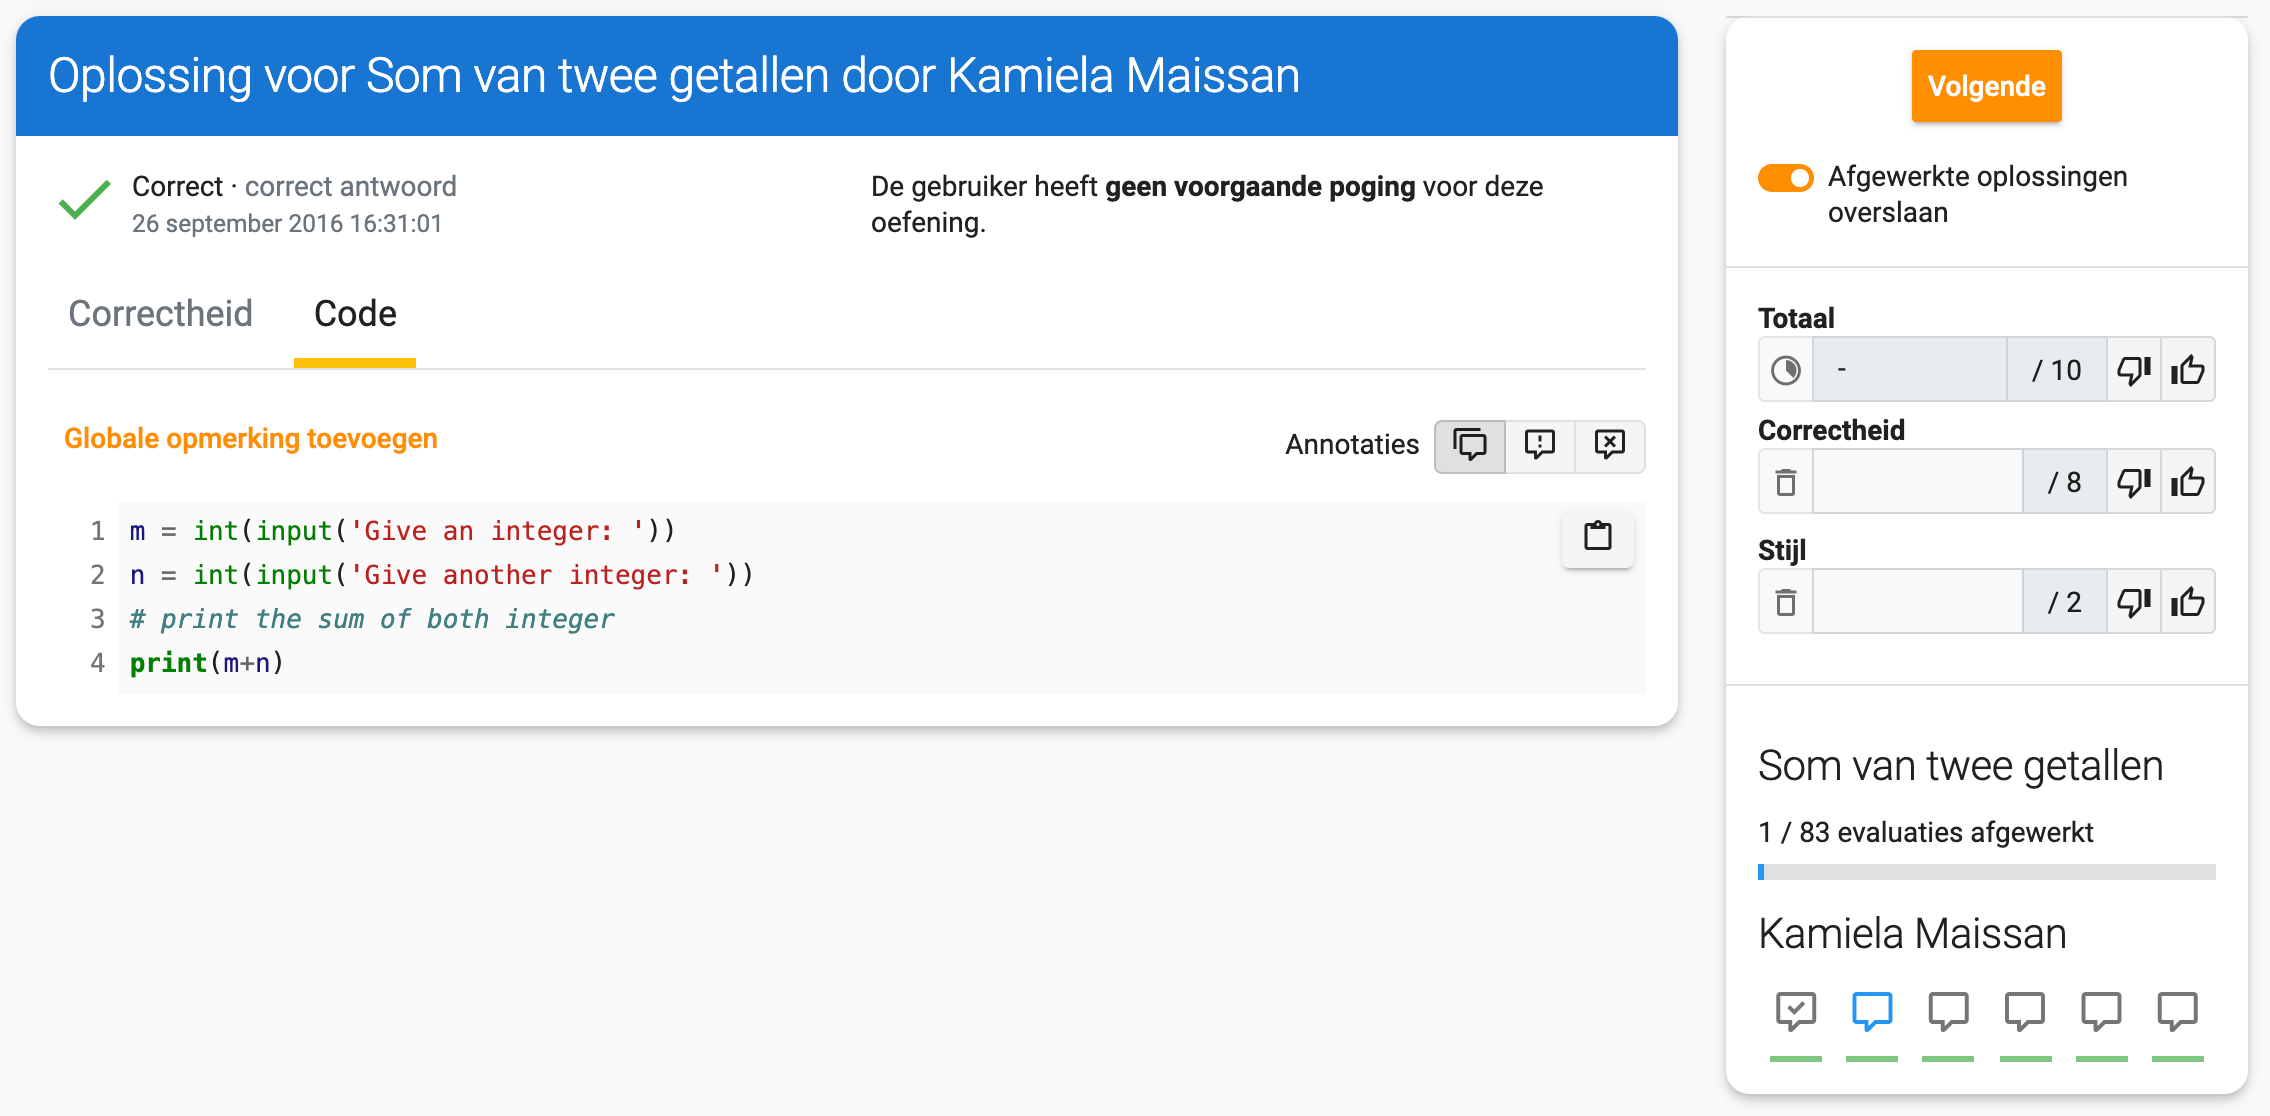 Oplossing voor Som van twee getallen door Kamiela Maissan
Correct · correct antwoord
26 september 2016 16:31:01
De gebruiker heeft geen voorgaande poging voor deze
oefening.
Correctheid
Code
Globale opmerking toevoegen
Annotaties
1 m = int(input('Give an integer: '))
2 n = int(input('Give another integer: '))
3 # print the sum of both integer
4 print(m+n)
Volgende
Afgewerkte oplossingen
overslaan
Totaal
- / 10
Correctheid
/ 8
Stijl
/ 2
Som van twee getallen
1 / 83 evaluaties afgewerkt
Kamiela Maissan